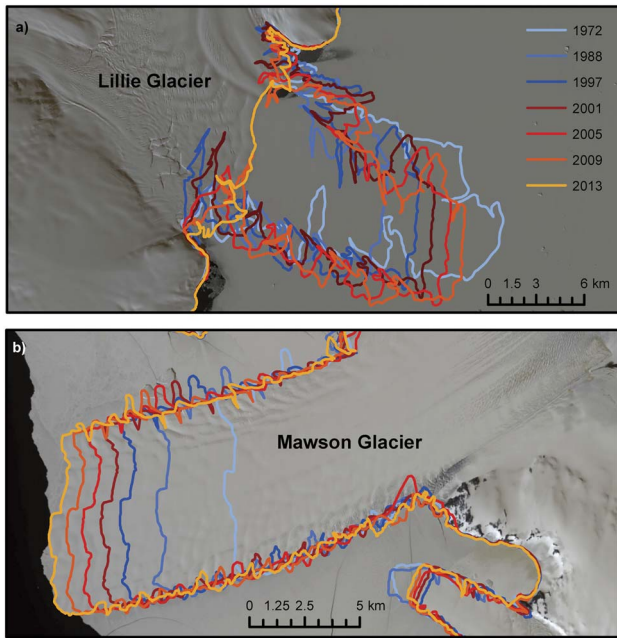 a)
Lillie Glacier
1972
1988
1997
2001
2005
2009
2013
0 1.5 3 6 km
b)
Mawson Glacier
0 1.25 2.5 5 km